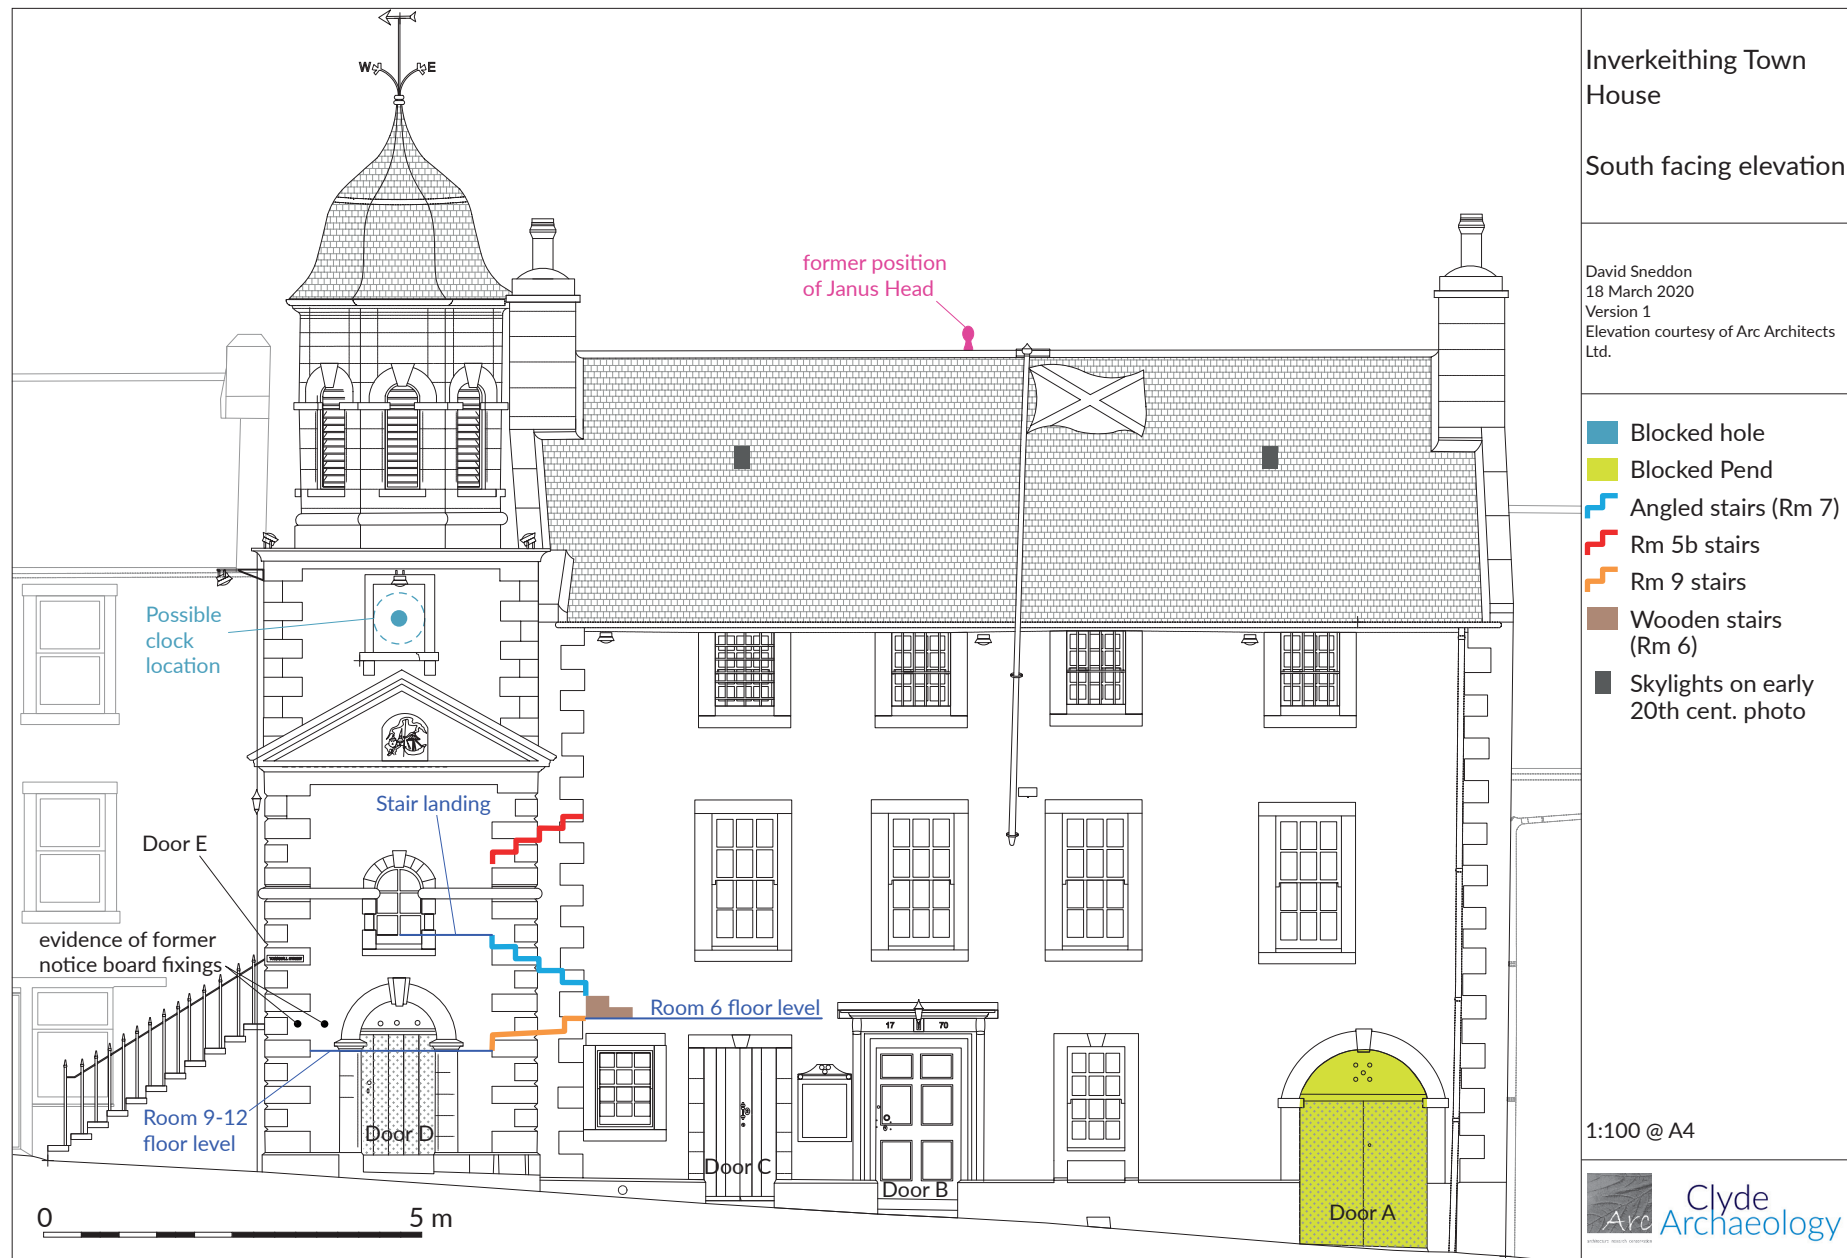 W E
former position
of Janus Head
Possible
clock
location
Stair landing
Door E
evidence of former
notice board fixings
Room 6 floor level
17 70
Room 9-12
floor level
Door D
Door C
Door B
Door A
0 5 m
Inverkeithing Town
House
South facing elevation
David Sneddon
18 March 2020
Version 1
Elevation courtesy of Arc Architects
Ltd.
Blocked hole
Blocked Pend
Angled stairs (Rm 7)
Rm 5b stairs
Rm 9 stairs
Wooden stairs
(Rm 6)
Skylights on early
20th cent. photo
1:100 @ A4
Arc
Clyde
Archaeology